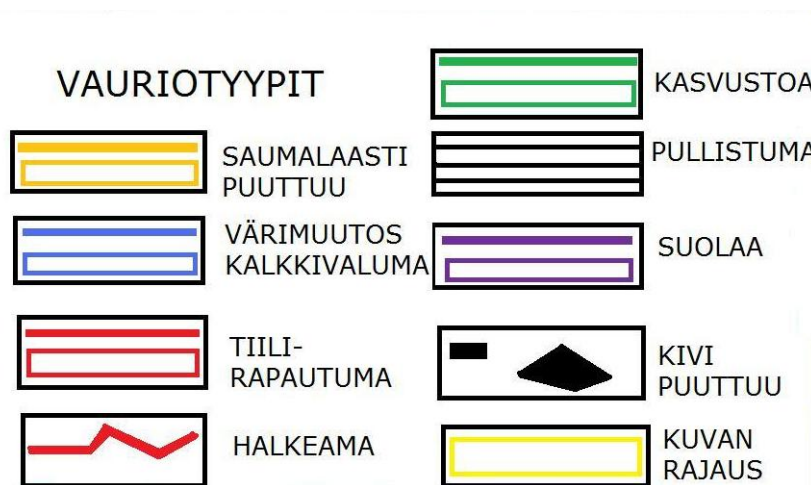 VAURIOTYYPIT
SAUMALAASTI
PUUTTUU
VÄRIMUUTOS
KALKKIVALUMA
TIILI-
RAPAUTUMA
HALKEAMA
KASVUSTOA
PULLISTUMA
SUOLAA
KIVI
PUUTTUU
KUVAN
RAJAUS